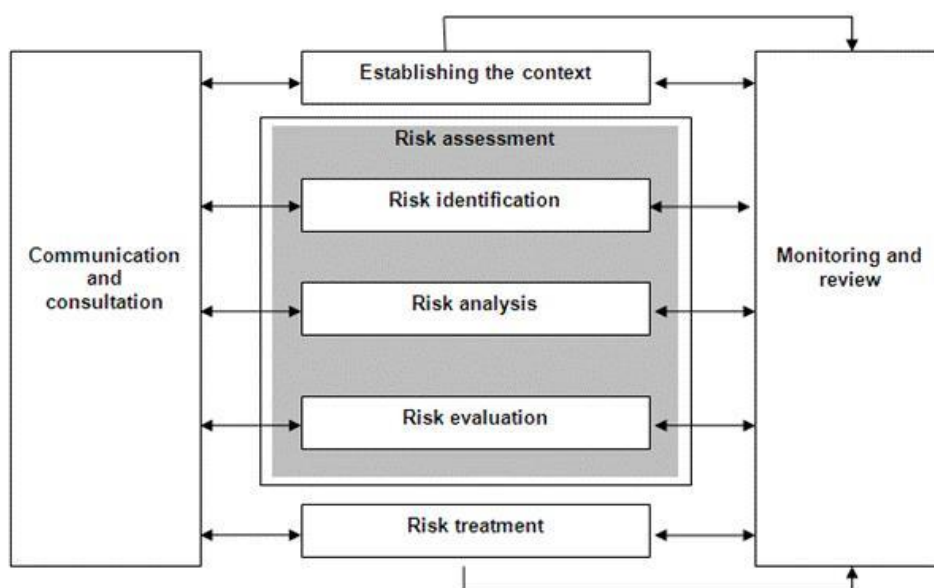 Establishing the context
Risk assessment
Risk identification
Communication
and
consultation
Monitoring and
review
Risk analysis
Risk evaluation
Risk treatment